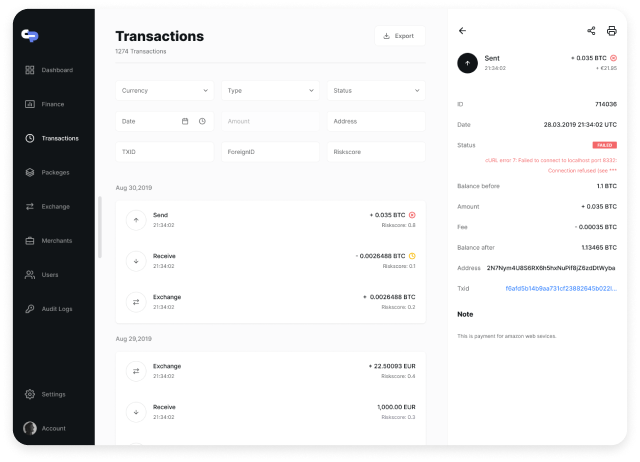 Dashboard
Finance
Transactions
Packeges
Exchange
Merchants
Users
Audit Logs
Settings
Account
Transactions
1274 Transactions
Export
Currency
Type
Status
Date
Amount
Address
TXID
ForeignID
Riskscore
Aug 30,2019
Send
+ 0.035 BTC
21:34:02
Riskscore: 0.8
Receive
- 0.0026488 BTC
21:34:02
Riskscore: 0.1
Exchange
+ 0.0026488 BTC
21:34:02
Riskscore: 0.2
Aug 29,2019
Exchange
+ 22.50093 EUR
21:34:02
Riskscore: 0.4
Receive
1,000.00 EUR
21:34:02
Riskscore: 0.3
Sent
+ 0.035 BTC
21:34:02
+ €21.95
ID
714036
Date
28.03.2019 21:34:02 UTC
Status
FAILED
cURL error 7: Failed to connect to localhost port 8332:
Connection refused (see ***
Balance before
1.1 BTC
Amount
+ 0.035 BTC
Fee
- 0.00035 BTC
Balance after
1.13465 BTC
Address
Txid
Note
This is payment for amazon web sevices.